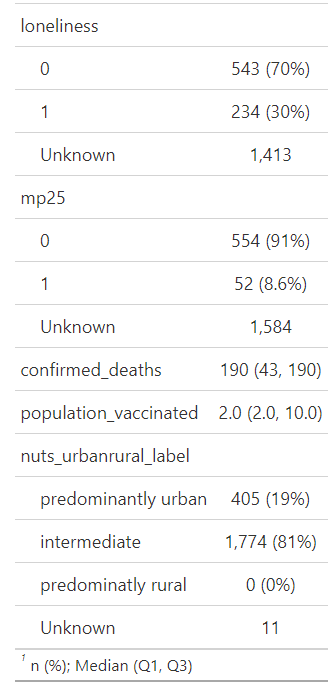 loneliness
0 543 (70%)
1 234 (30%)
Unknown 1,413
mp25
0 554 (91%)
1 52 (8.6%)
Unknown 1,584
confirmed_deaths 190 (43, 190)
population_vaccinated 2.0 (2.0, 10.0)
nuts_urbanrural_label
predominantly urban 405 (19%)
intermediate 1,774 (81%)
predominatly rural 0 (0%)
Unknown 11
1 n (%); Median (Q1, Q3)